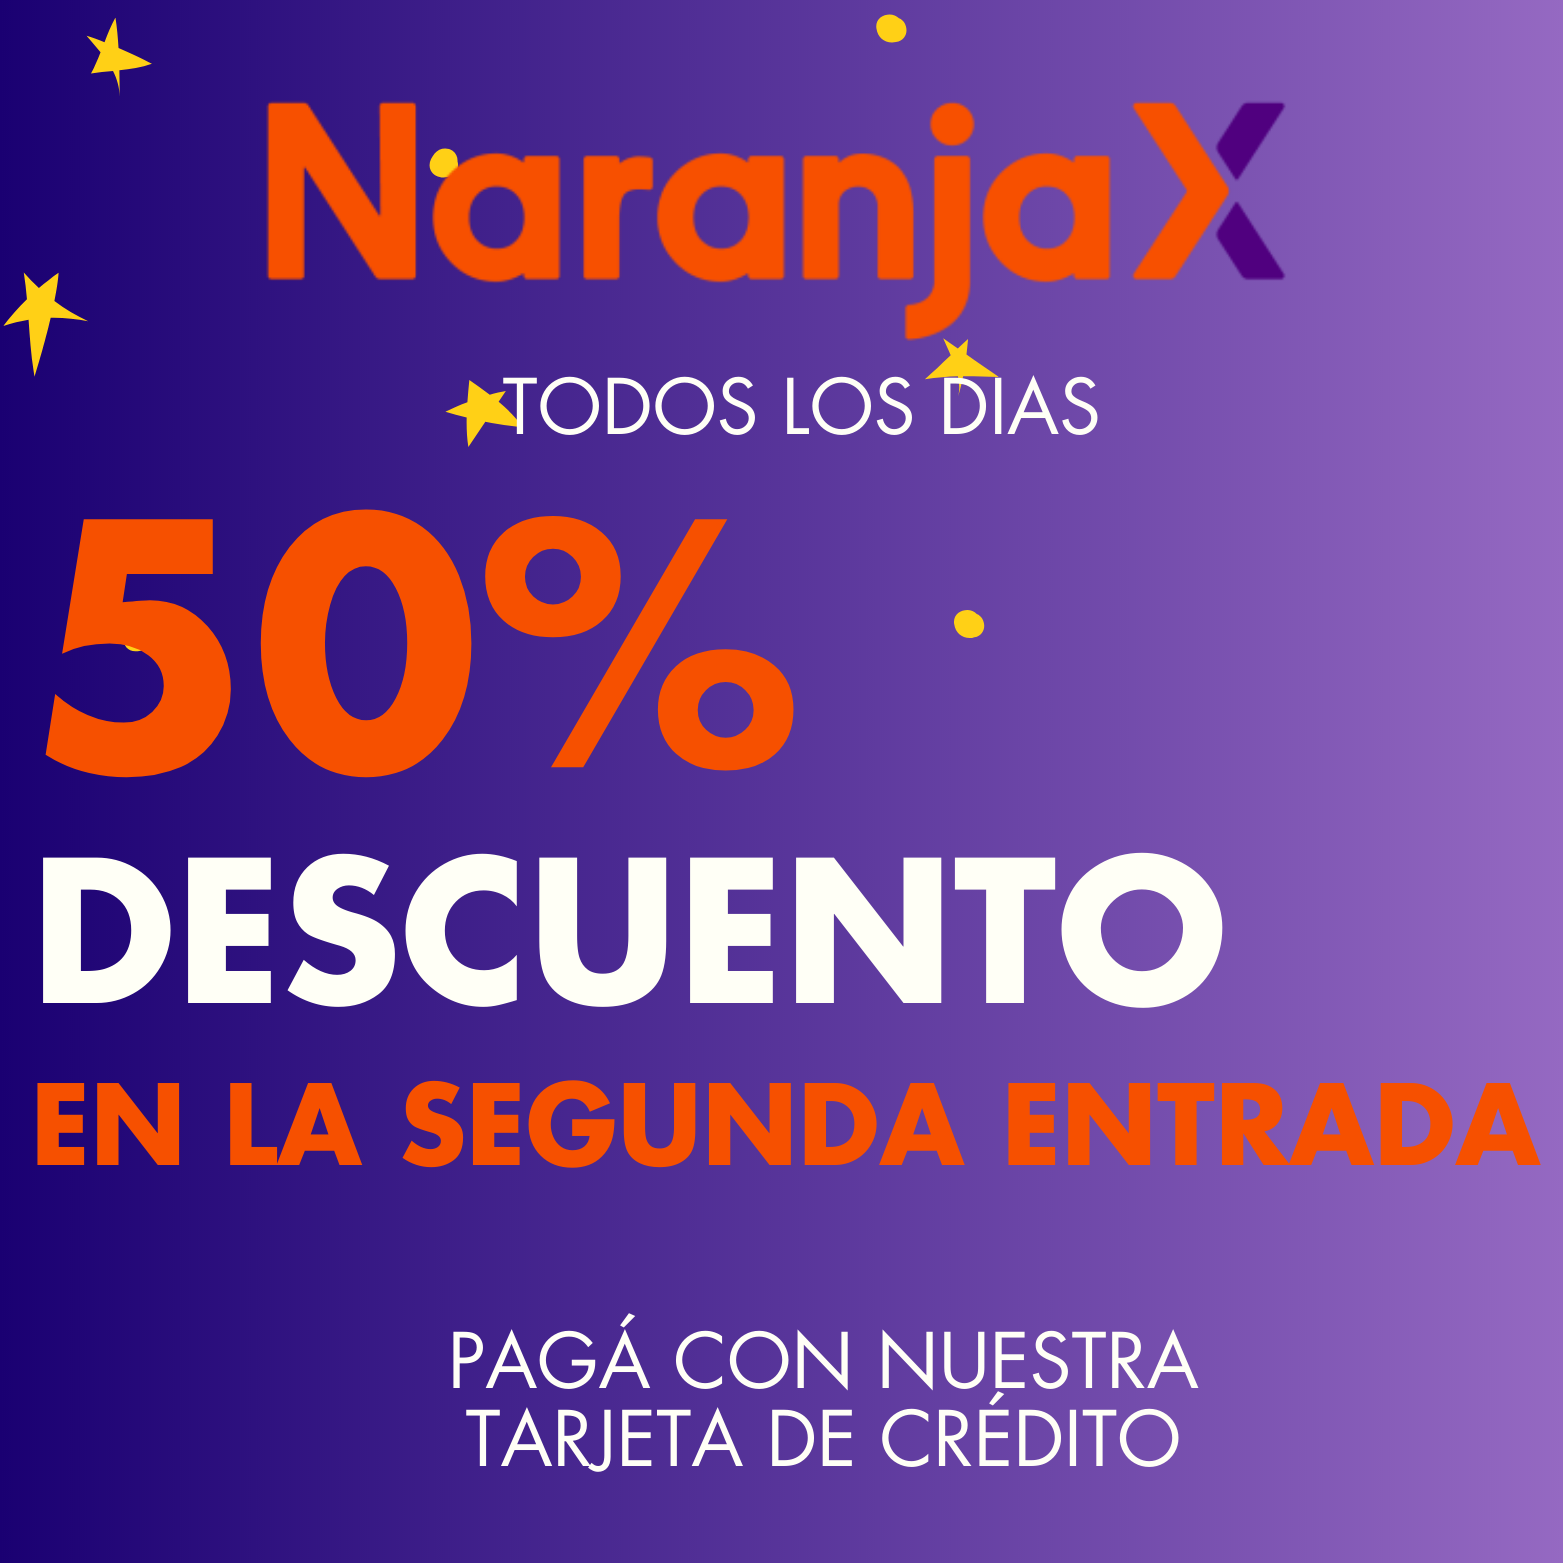 NaranjaX
TODOS LOS DIAS
50%
DESCUENTO
EN LA SEGUNDA ENTRADA
PAGÁ CON NUESTRA
TARJETA DE CRÉDITO